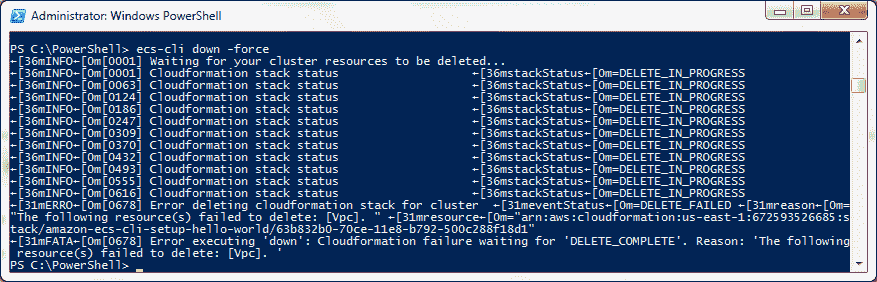 Administrator: Windows PowerShell
PS C:\PowerShell> ecs-cli down -force
←[36mINFO←[0m[0001] Waiting for your cluster resources to be deleted...
←[36mINFO←[0m[0001] Cloudformation stack status                   ←[36mstackStatus←[0m=DELETE_IN_PROGRESS
←[36mINFO←[0m[0063] Cloudformation stack status                   ←[36mstackStatus←[0m=DELETE_IN_PROGRESS
←[36mINFO←[0m[0124] Cloudformation stack status                   ←[36mstackStatus←[0m=DELETE_IN_PROGRESS
←[36mINFO←[0m[0186] Cloudformation stack status                   ←[36mstackStatus←[0m=DELETE_IN_PROGRESS
←[36mINFO←[0m[0247] Cloudformation stack status                   ←[36mstackStatus←[0m=DELETE_IN_PROGRESS
←[36mINFO←[0m[0309] Cloudformation stack status                   ←[36mstackStatus←[0m=DELETE_IN_PROGRESS
←[36mINFO←[0m[0370] Cloudformation stack status                   ←[36mstackStatus←[0m=DELETE_IN_PROGRESS
←[36mINFO←[0m[0432] Cloudformation stack status                   ←[36mstackStatus←[0m=DELETE_IN_PROGRESS
←[36mINFO←[0m[0493] Cloudformation stack status                   ←[36mstackStatus←[0m=DELETE_IN_PROGRESS
←[36mINFO←[0m[0555] Cloudformation stack status                   ←[36mstackStatus←[0m=DELETE_IN_PROGRESS
←[36mINFO←[0m[0616] Cloudformation stack status                   ←[36mstackStatus←[0m=DELETE_IN_PROGRESS
←[31mERRO←[0m[0678] Error deleting cloudformation stack for cluster  ←[31meventStatus←[0m=DELETE_FAILED ←[31mreason←[0m=
"The following resource(s) failed to delete: [Vpc]. " ←[31mresource←[0m="arn:aws:cloudformation:us-east-1:672593526685:s
tack/amazon-ecs-cli-setup-hello-world/63b832b0-70ce-11e8-b792-500c288f18d1"
←[31mFATA←[0m[0678] Error executing 'down': Cloudformation failure waiting for 'DELETE_COMPLETE'. Reason: 'The following
 resource(s) failed to delete: [Vpc]. '
PS C:\PowerShell> _